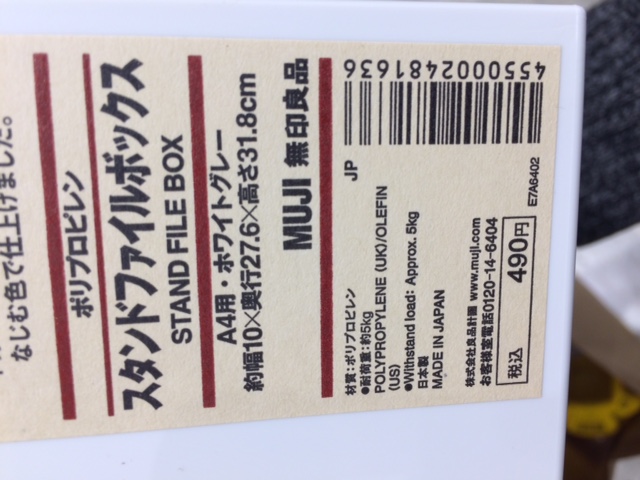 なじむ色で仕上げました。
ポリプロピレン
スタンドファイルボックス
STAND FILE BOX
A4用・ホワイトグレー
約幅10×奥行27.6×高さ31.8cm
MUJI 無印良品
4550002481636
JP
材質：ポリプロピレン
●耐荷重：約5kg
POLYPROPYLENE (UK)/OLEFIN
(US)
●Withstand load: Approx. 5kg
日本製
MADE IN JAPAN
株式会社良品計画 www.muji.com
お客様室電話0120-14-6404
税込 490円
E7A6402